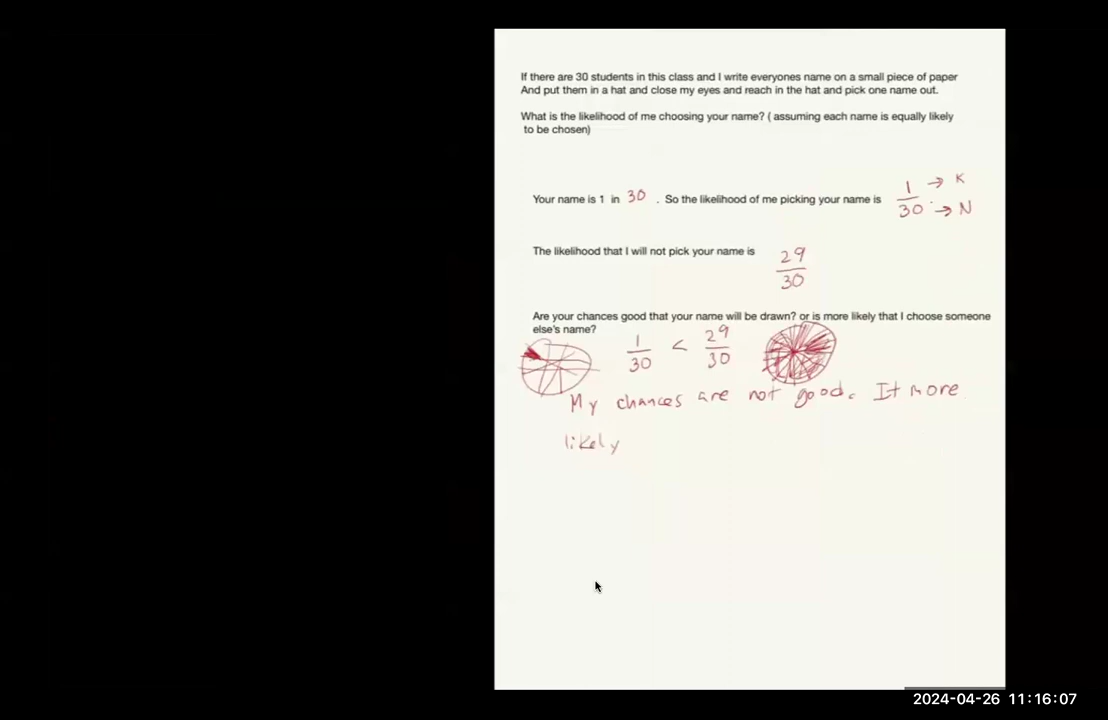 If there are 30 students in this class and I write everyones name on a small piece of paper
And put them in a hat and close my eyes and reach in the hat and pick one name out.
What is the likelihood of me choosing your name? ( assuming each name is equally likely
to be chosen)
Your name is 1 in 30 . So the likelihood of me picking your name is 1/30 → K → N
The likelihood that I will not pick your name is 29/30
Are your chances good that your name will be drawn? or is more likely that I choose someone
else's name?
1/30 < 29/30
My chances are not good. It more
likely
2024-04-26 11:16:07